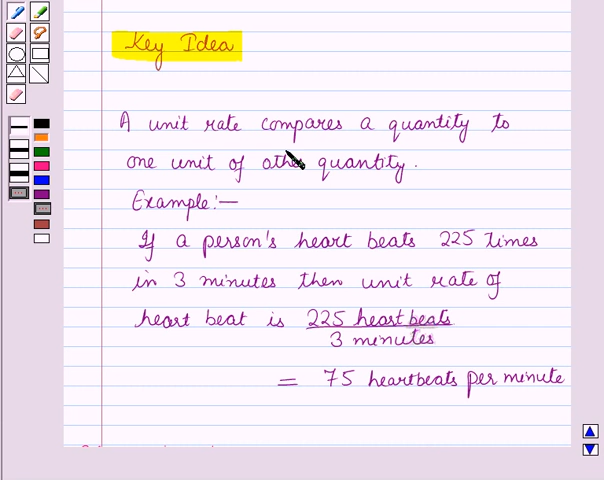 Key Idea
A unit rate compares a quantity to
one unit of other quantity.
Example:-
If a person's heart beats 225 times
in 3 minutes then unit rate of
heart beat is 225 heart beats
3 minutes
= 75 heartbeats per minute